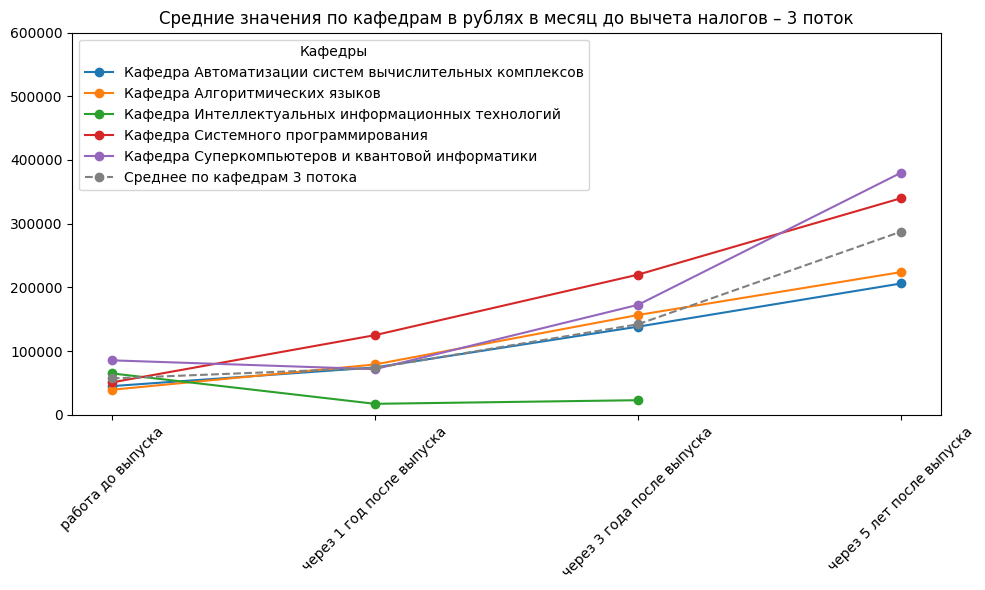 Средние значения по кафедрам в рублях в месяц до вычета налогов – 3 поток
600000
500000
400000
300000
200000
100000
0
Кафедры
Кафедра Автоматизации систем вычислительных комплексов
Кафедра Алгоритмических языков
Кафедра Интеллектуальных информационных технологий
Кафедра Системного программирования
Кафедра Суперкомпьютеров и квантовой информатики
Среднее по кафедрам 3 потока
работа до выпуска
через 1 год после выпуска
через 3 года после выпуска
через 5 лет после выпуска